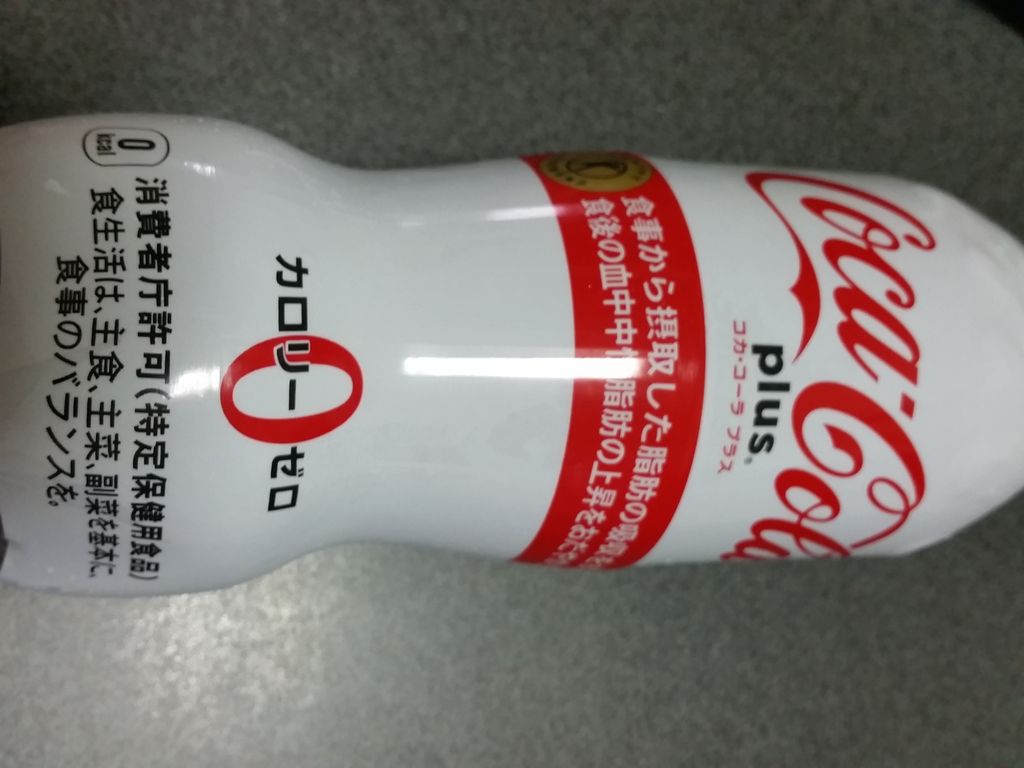 Coca-Cola
plus
コカ・コーラ プラス
食事から摂取した脂肪の吸収を
食後の血中中性脂肪の上昇をおだやか
カロリー0ゼロ
0
kcal
消費者庁許可(特定保健用食品)
食生活は、主食、主菜、副菜を基本に、
食事のバランスを。